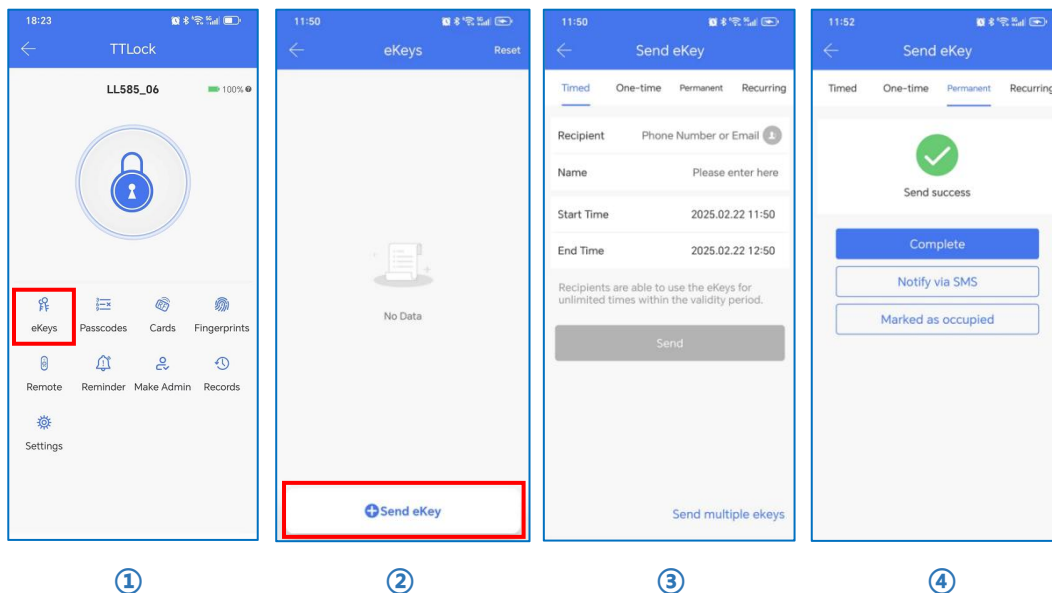 18:23
TTLock
LL585_06
100%
eKeys
Passcodes
Cards
Fingerprints
Remote
Reminder
Make Admin
Records
Settings
①
11:50
eKeys
Reset
No Data
Send eKey
②
11:50
Send eKey
Timed
One-time
Permanent
Recurring
Recipient
Phone Number or Email
Name
Please enter here
Start Time
2025.02.22 11:50
End Time
2025.02.22 12:50
Recipients are able to use the eKeys for
unlimited times within the validity period.
Send
Send multiple ekeys
③
11:52
Send eKey
Timed
One-time
Permanent
Recurring
Send success
Complete
Notify via SMS
Marked as occupied
④